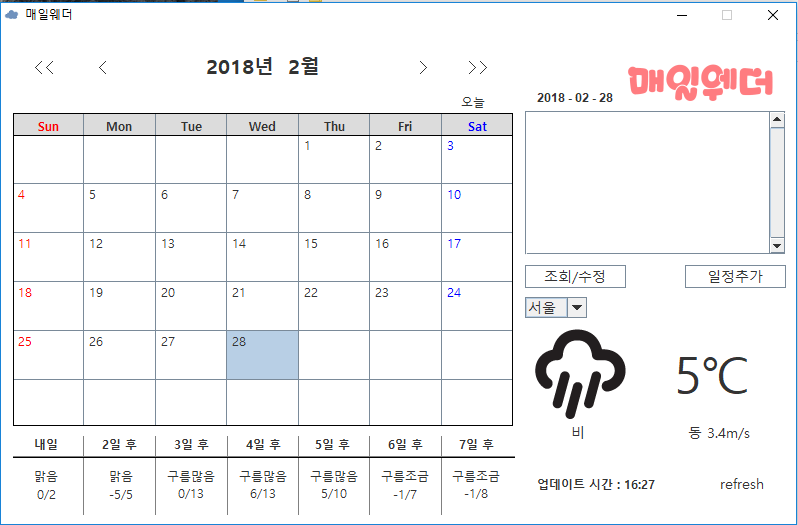 매일웨더
2018년 2월
매일웨더
오늘
2018 - 02 - 28
Sun Mon Tue Wed Thu Fri Sat
1 2 3
4 5 6 7 8 9 10
11 12 13 14 15 16 17
18 19 20 21 22 23 24
25 26 27 28
조회/수정 일정추가
서울
5℃
비 동 3.4m/s
내일 2일 후 3일 후 4일 후 5일 후 6일 후 7일 후
맑음 맑음 구름많음 구름많음 구름많음 구름조금 구름조금
0/2 -5/5 0/13 6/13 5/10 -1/7 -1/8
업데이트 시간 : 16:27 refresh